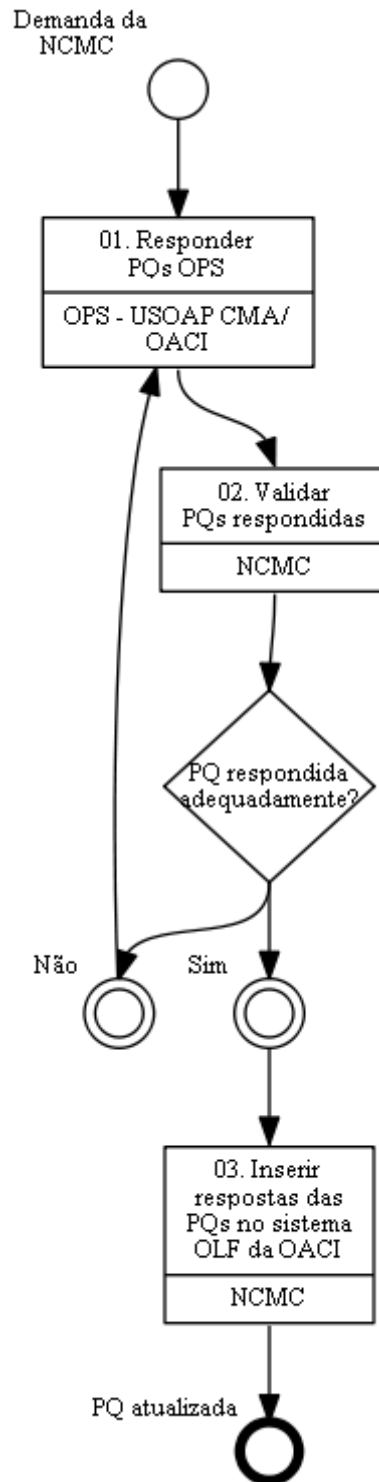 Demanda da
NCMC
01. Responder
PQs OPS
OPS - USOAP CMA/
OACI
02. Validar
PQs respondidas
NCMC
PQ respondida
adequadamente?
Não
Sim
03. Inserir
respostas das
PQs no sistema
OLF da OACI
NCMC
PQ atualizada